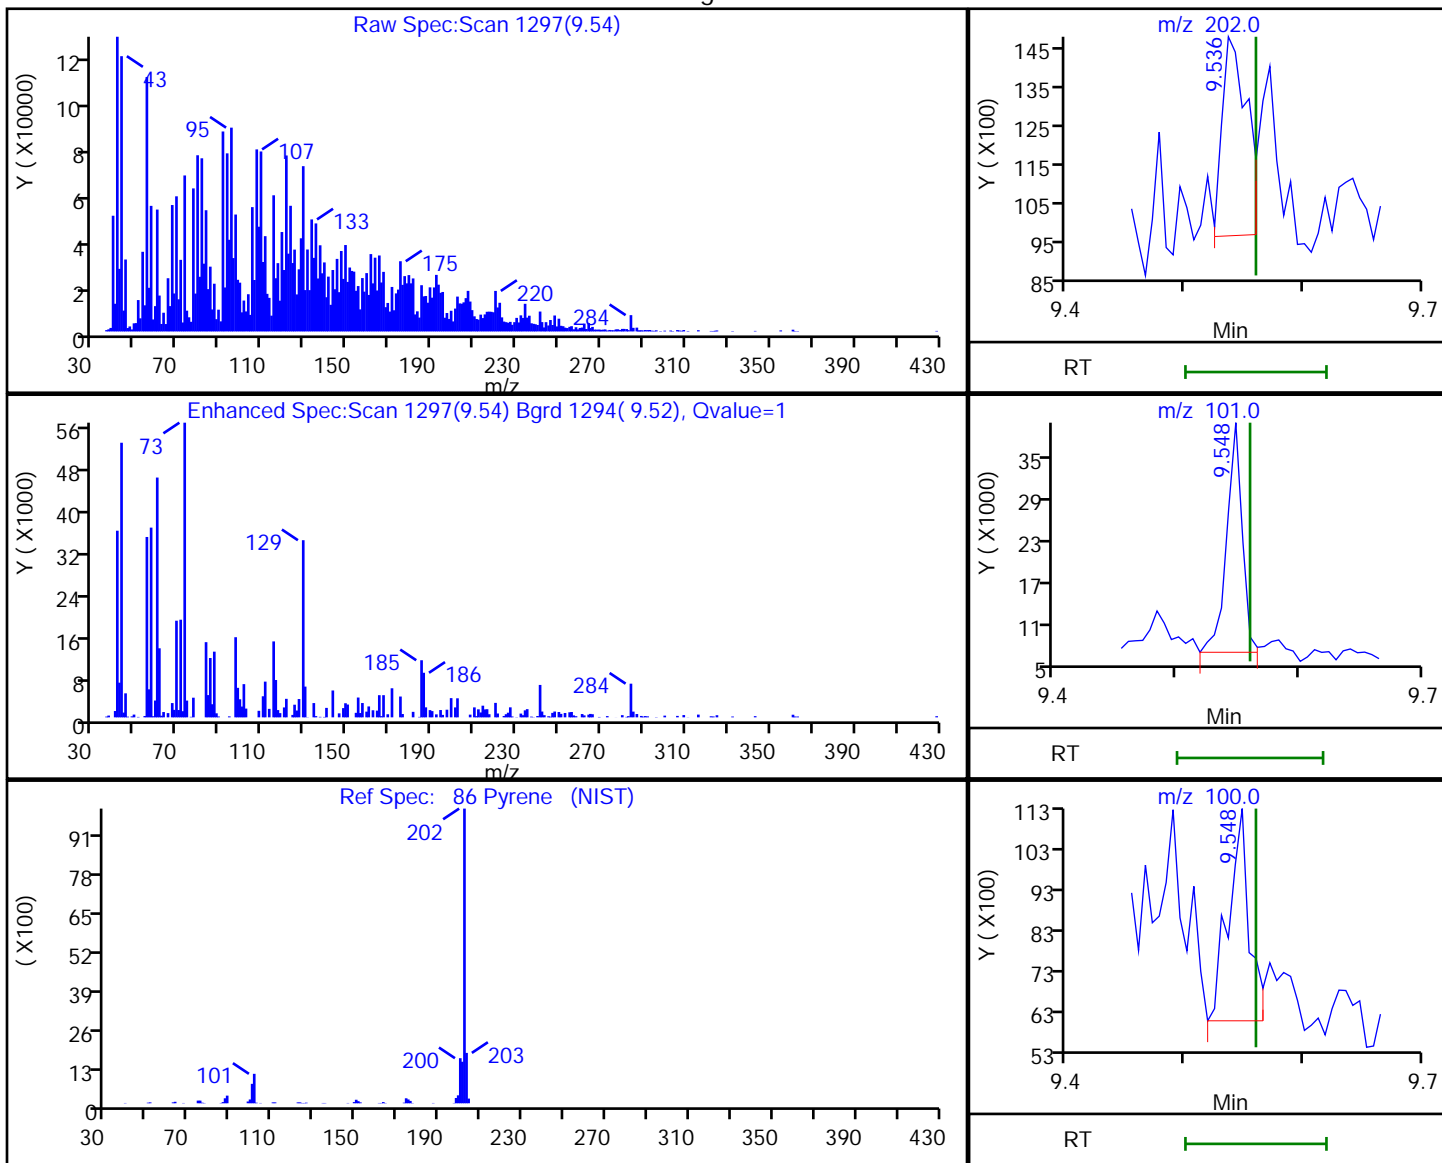 Raw Spec:Scan 1297(9.54)
Y ( X10000)
12
10
8
6
4
2
0
43
95
107
133
175
220
284
30 70 110 150 190 230 270 310 350 390 430
m/z
m/z 202.0
Y ( X100)
145
135
125
115
105
95
85
9.536
9.4 9.7
Min
RT
Enhanced Spec:Scan 1297(9.54) Bgrd 1294( 9.52), Qvalue=1
Y ( X1000)
56
48
40
32
24
16
8
0
73
129
185
186
284
30 70 110 150 190 230 270 310 350 390 430
m/z
m/z 101.0
Y ( X1000)
35
29
23
17
11
5
9.548
9.4 9.7
Min
RT
Ref Spec: 86 Pyrene (NIST)
( X100)
91
78
65
52
39
26
13
0
202
200
203
101
30 70 110 150 190 230 270 310 350 390 430
m/z 100.0
Y ( X100)
113
103
93
83
73
63
53
9.548
9.4 9.7
Min
RT